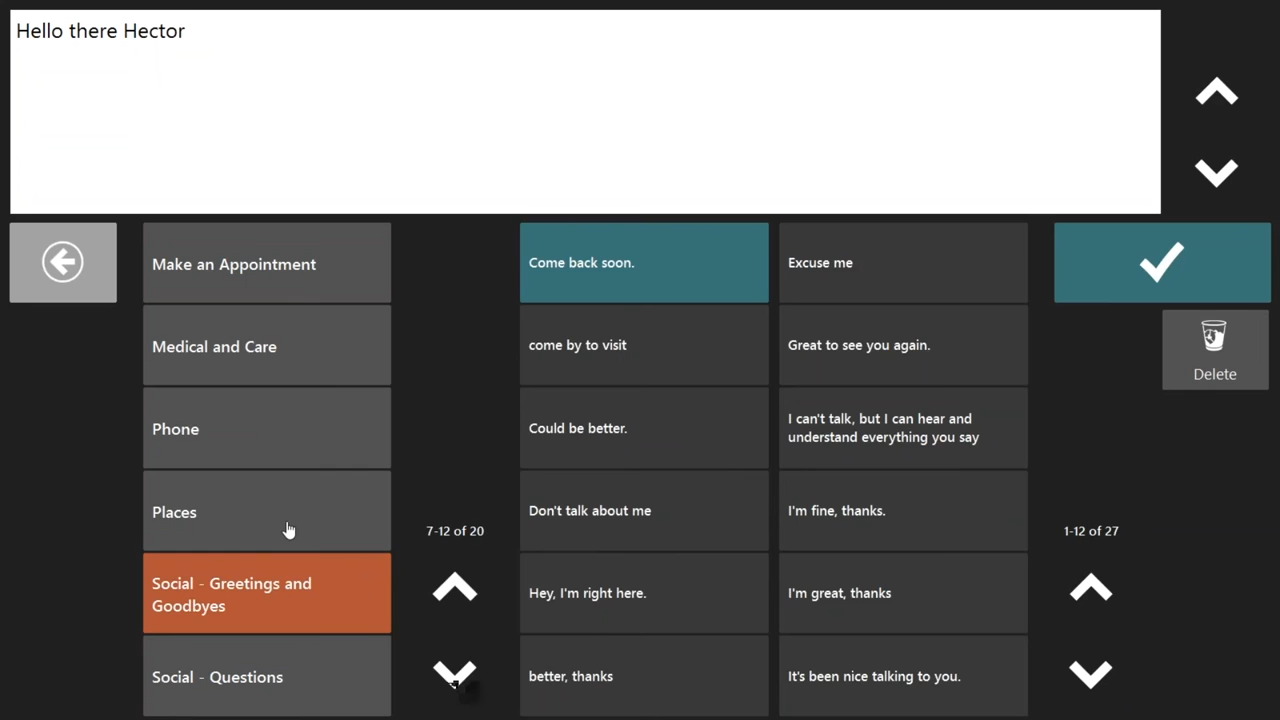 Hello there Hector
Make an Appointment
Medical and Care
Phone
Places
Social - Greetings and
Goodbyes
Social - Questions
7-12 of 20
Come back soon.
come by to visit
Could be better.
Don't talk about me
Hey, I'm right here.
better, thanks
Excuse me
Great to see you again.
I can't talk, but I can hear and
understand everything you say
I'm fine, thanks.
I'm great, thanks
It's been nice talking to you.
1-12 of 27
Delete